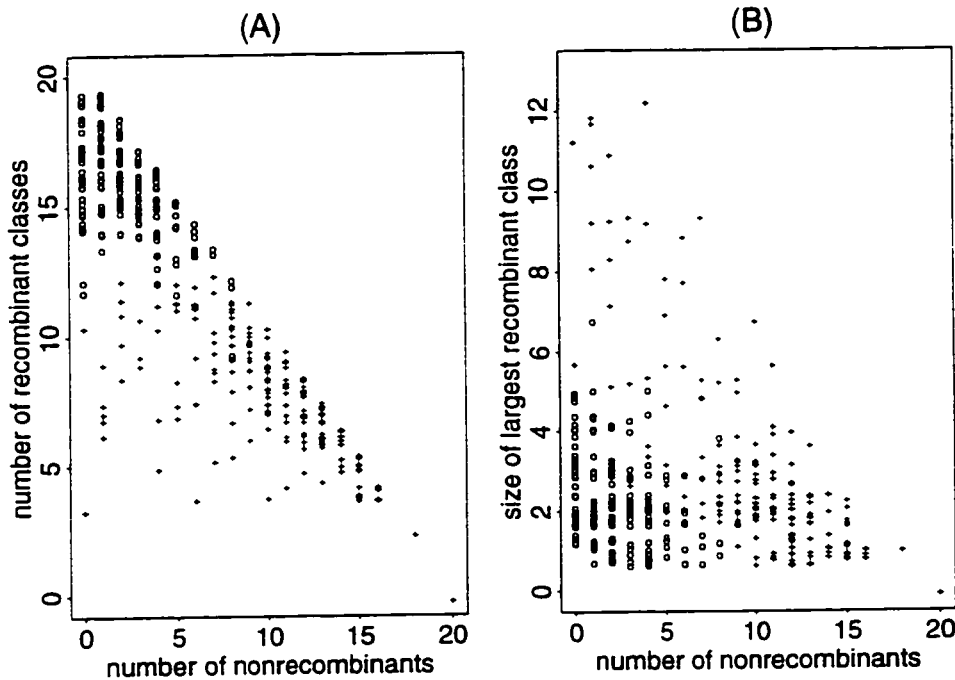 (A)
number of recombinant classes
20
15
10
5
0
0 5 10 15 20
number of nonrecombinants
(B)
size of largest recombinant class
12
10
8
6
4
2
0
0 5 10 15 20
number of nonrecombinants